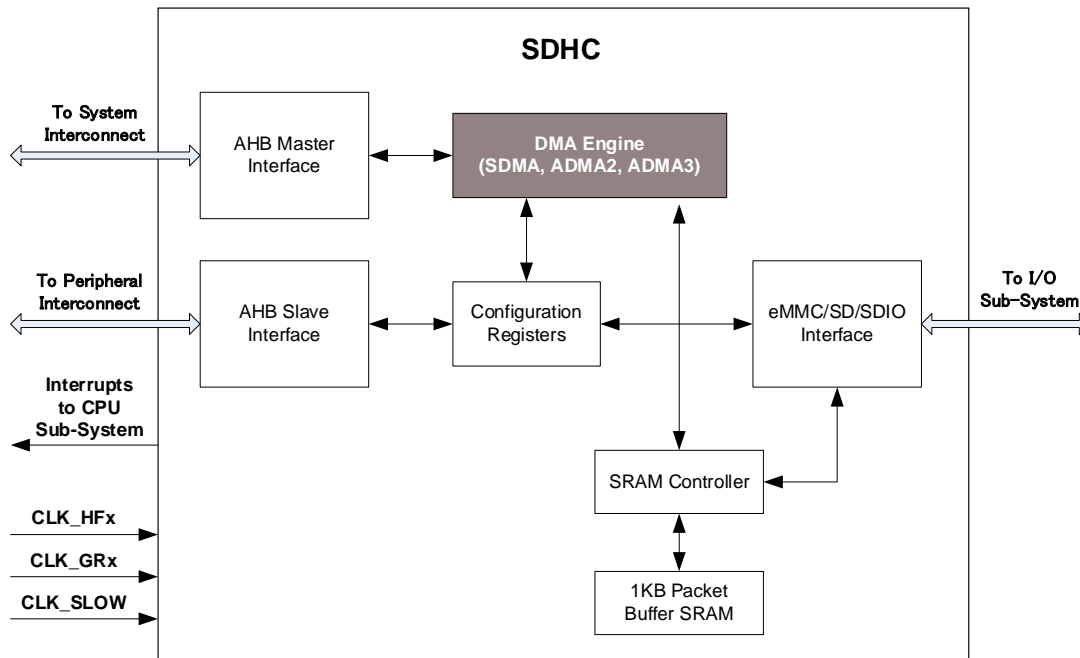 SDHC
To System
Interconnect
AHB Master
Interface
DMA Engine
(SDMA, ADMA2, ADMA3)
To Peripheral
Interconnect
AHB Slave
Interface
Configuration
Registers
eMMC/SD/SDIO
Interface
To I/O
Sub-System
Interrupts
to CPU
Sub-System
SRAM Controller
CLK_HFx
CLK_GRx
CLK_SLOW
1KB Packet
Buffer SRAM